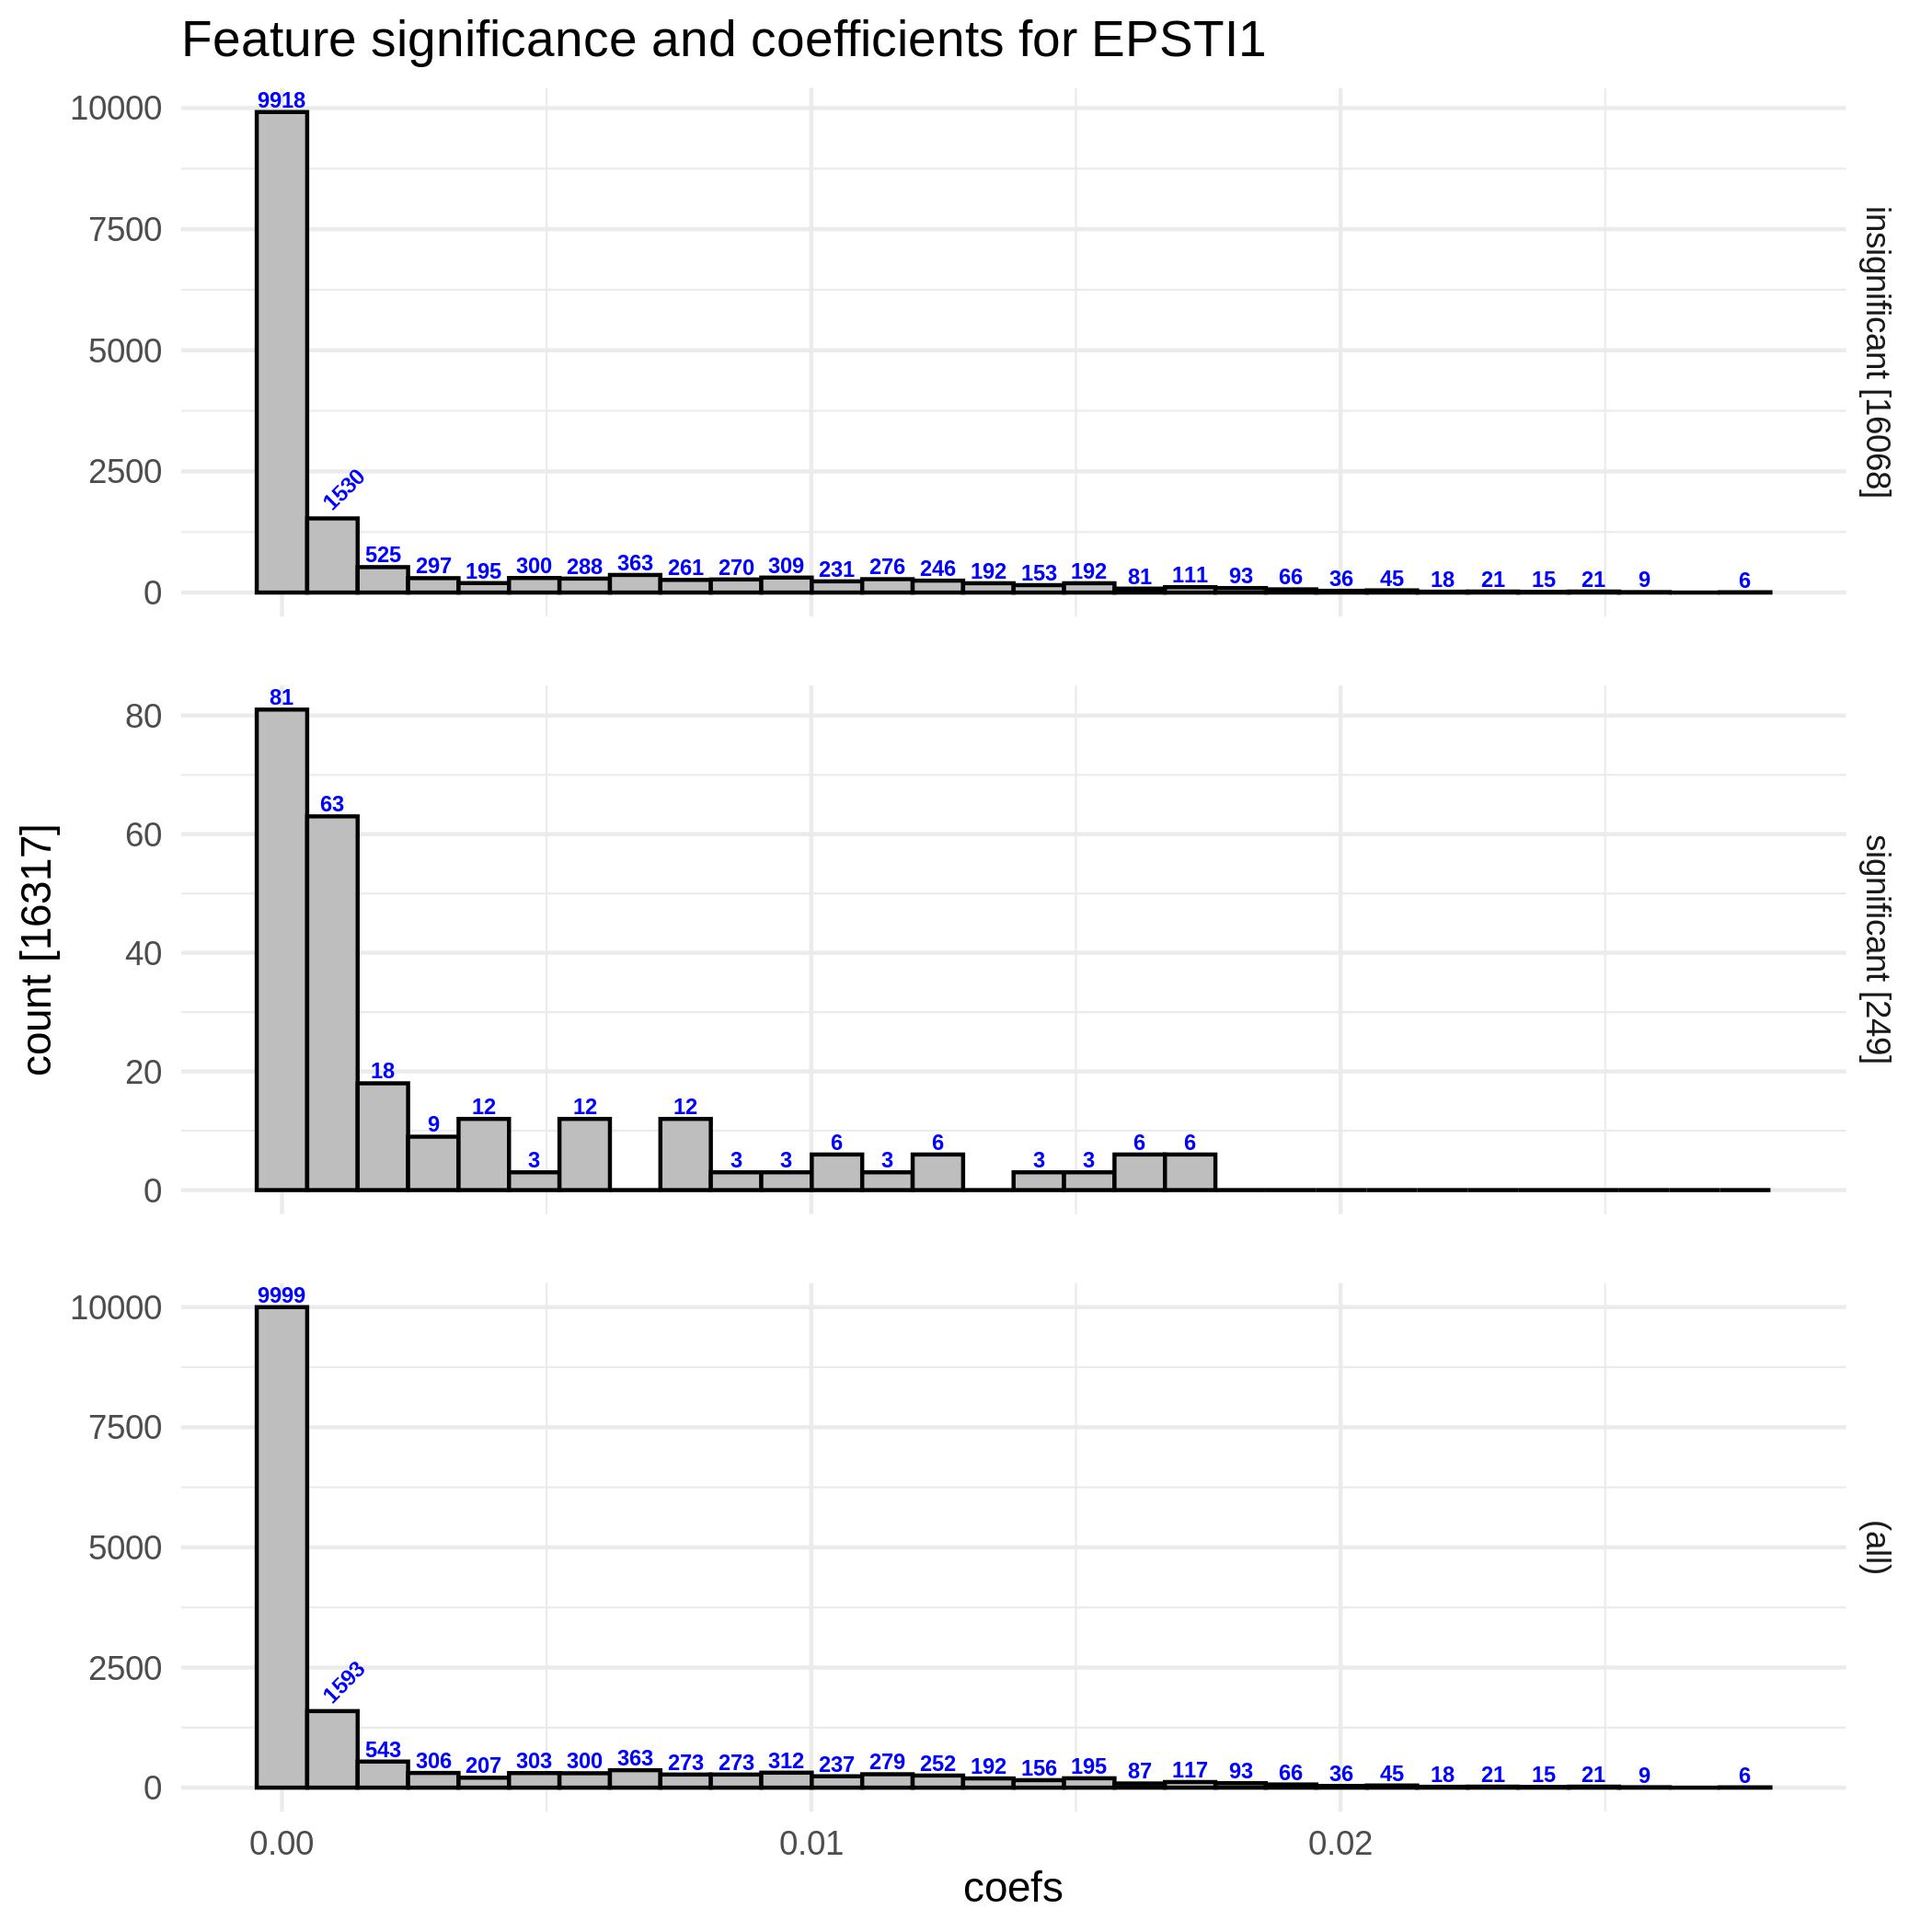 Feature significance and coefficients for EPSTI1
count [16317]
10000
7500
5000
2500
0
9918
1530
525 297 195 300 288 363 261 270 309 231 276 246 192 153 192 81 111 93 66 36 45 18 21 15 21 9 6
insignificant [16068]
80
60
40
20
0
81
63
18 9 12 3 12 12 3 3 6 3 6 3 3 6 6
significant [249]
10000
7500
5000
2500
0
9999
1593
543 306 207 303 300 363 273 273 312 237 279 252 192 156 195 87 117 93 66 36 45 18 21 15 21 9 6
(all)
0.00 0.01 0.02
coefs